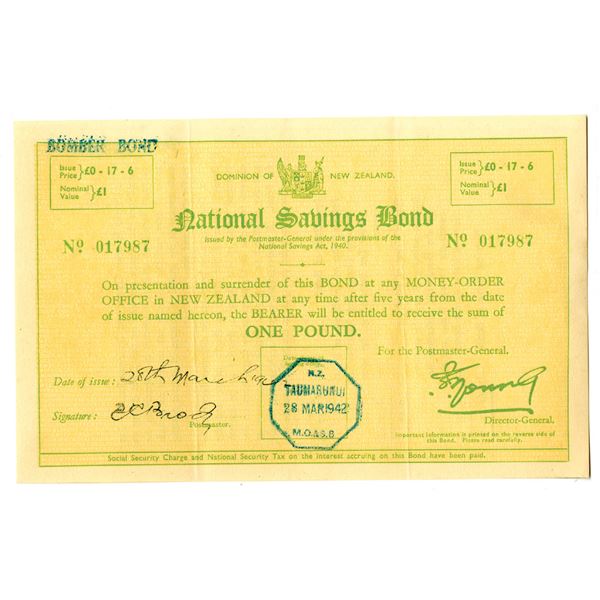 BOMBER BOND
Issue Price } £0 - 17 - 6
Nominal Value } £1
DOMINION OF NEW ZEALAND.
Issue Price } £0 - 17 - 6
Nominal Value } £1
National Savings Bond
Issued by the Postmaster-General under the provisions of the
National Savings Act, 1940.
Nº 017987
Nº 017987
On presentation and surrender of this BOND at any MONEY-ORDER
OFFICE in NEW ZEALAND at any time after five years from the date
of issue named hereon, the BEARER will be entitled to receive the sum of
ONE POUND.
For the Postmaster-General.
Date of issue: 28th March
N.Z.
TAUMARUNUI
28 MAR 1942
M.O.&S.B
Signature:
Postmaster.
Director-General.
Important information is printed on the reverse side of
this Bond. Please read carefully.
Social Security Charge and National Security Tax on the interest accruing on this Bond have been paid.